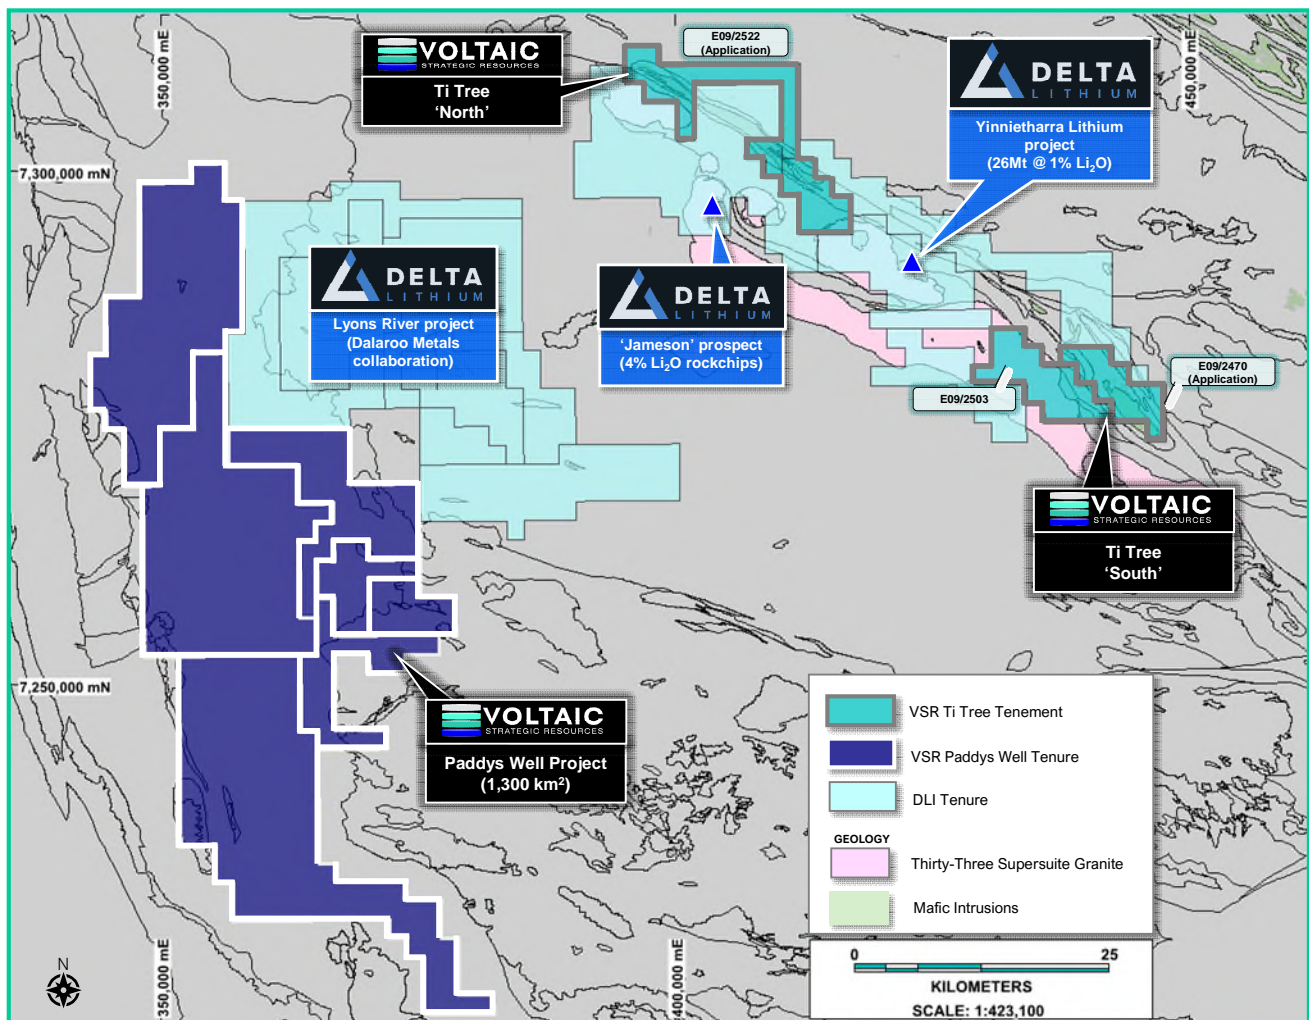 350,000 mE
VOLTAIC
STRATEGIC RESOURCES
Ti Tree
‘North’
E09/2522
(Application)
DELTA
LITHIUM
Yinnietharra Lithium
project
(26Mt @ 1% Li₂O)
450,000 mE
7,300,000 mN
DELTA
LITHIUM
Lyons River project
(Dalaroo Metals
collaboration)
DELTA
LITHIUM
‘Jameson’ prospect
(4% Li₂O rockchips)
E09/2503
E09/2470
(Application)
VOLTAIC
STRATEGIC RESOURCES
Ti Tree
‘South’
7,250,000 mN
VOLTAIC
STRATEGIC RESOURCES
Paddys Well Project
(1,300 km²)
VSR Ti Tree Tenement
VSR Paddys Well Tenure
DLI Tenure
GEOLOGY
Thirty-Three Supersuite Granite
Mafic Intrusions
0 25
KILOMETERS
SCALE: 1:423,100
N
350,000 mE
400,000 mE